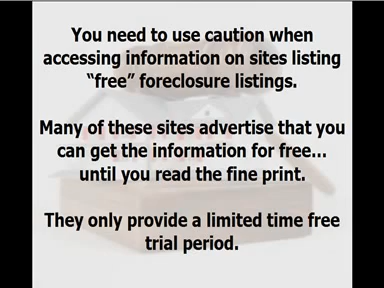 You need to use caution when
accessing information on sites listing
“free” foreclosure listings.
Many of these sites advertise that you
can get the information for free...
until you read the fine print.
They only provide a limited time free
trial period.